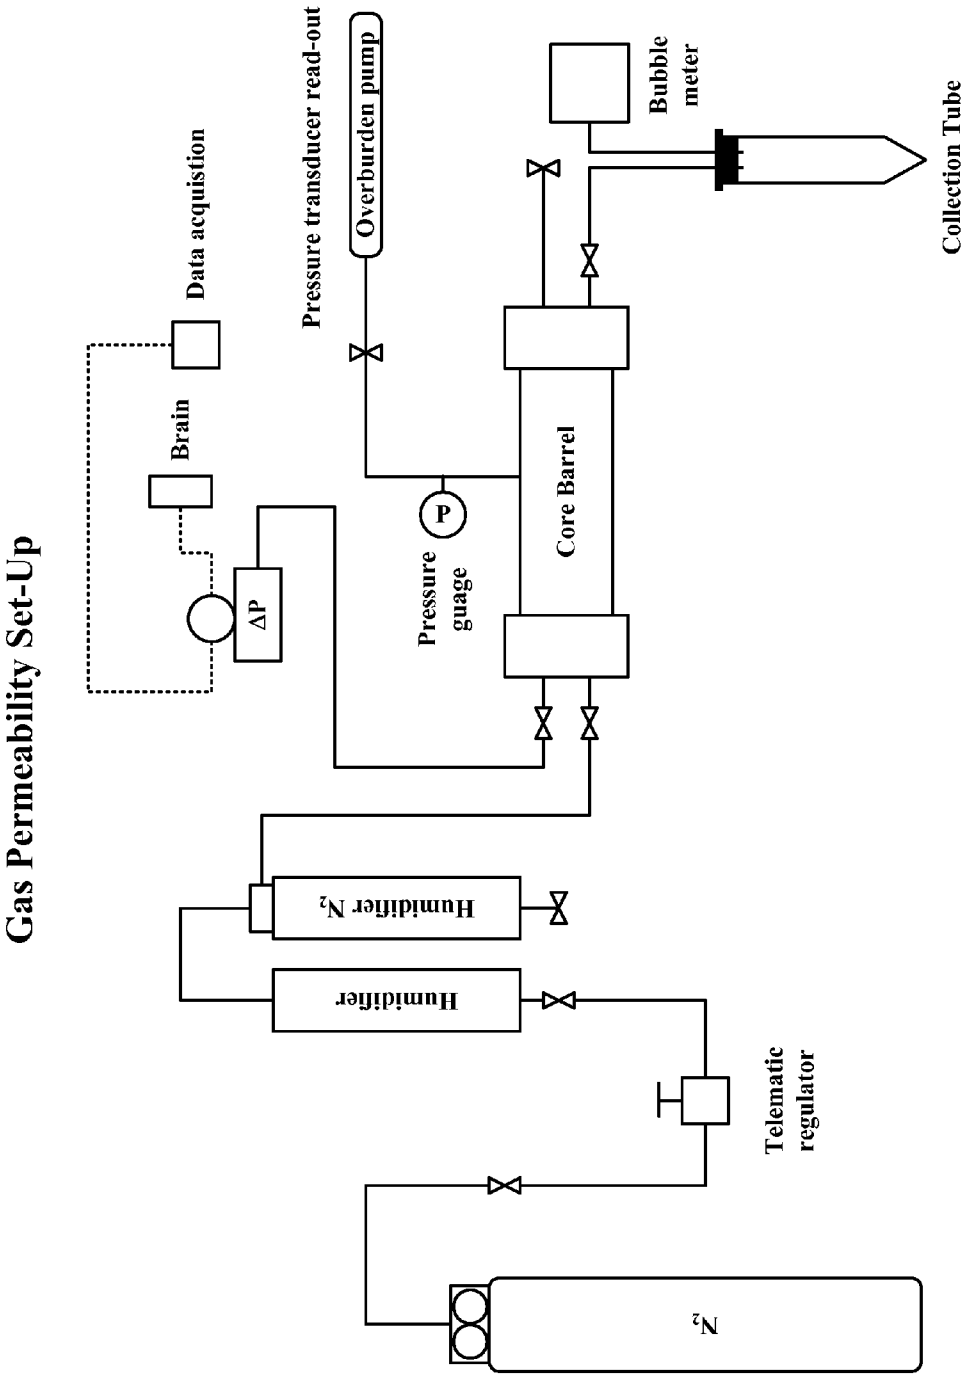 Gas Permeability Set-Up
Data acquistion
Brain
ΔP
Pressure transducer read-out
Overburden pump
P
Pressure
guage
Core Barrel
Bubble
meter
Collection Tube
Humidifier N₂
Humidifier
Telematic
regulator
N₂